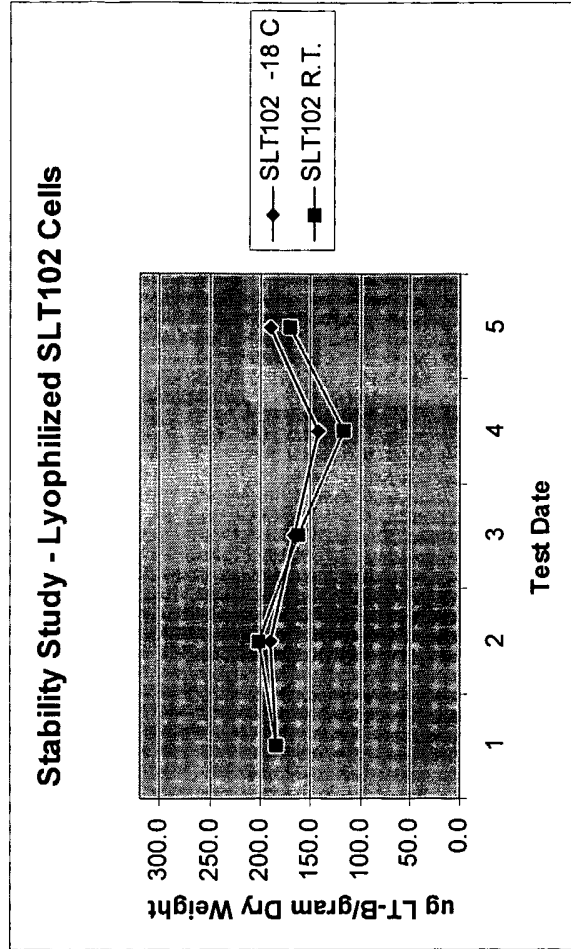 Stability Study - Lyophilized SLT102 Cells
ug LT-B/gram Dry Weight
300.0
250.0
200.0
150.0
100.0
50.0
0.0
1
2
3
4
5
Test Date
SLT102 -18 C
SLT102 R.T.